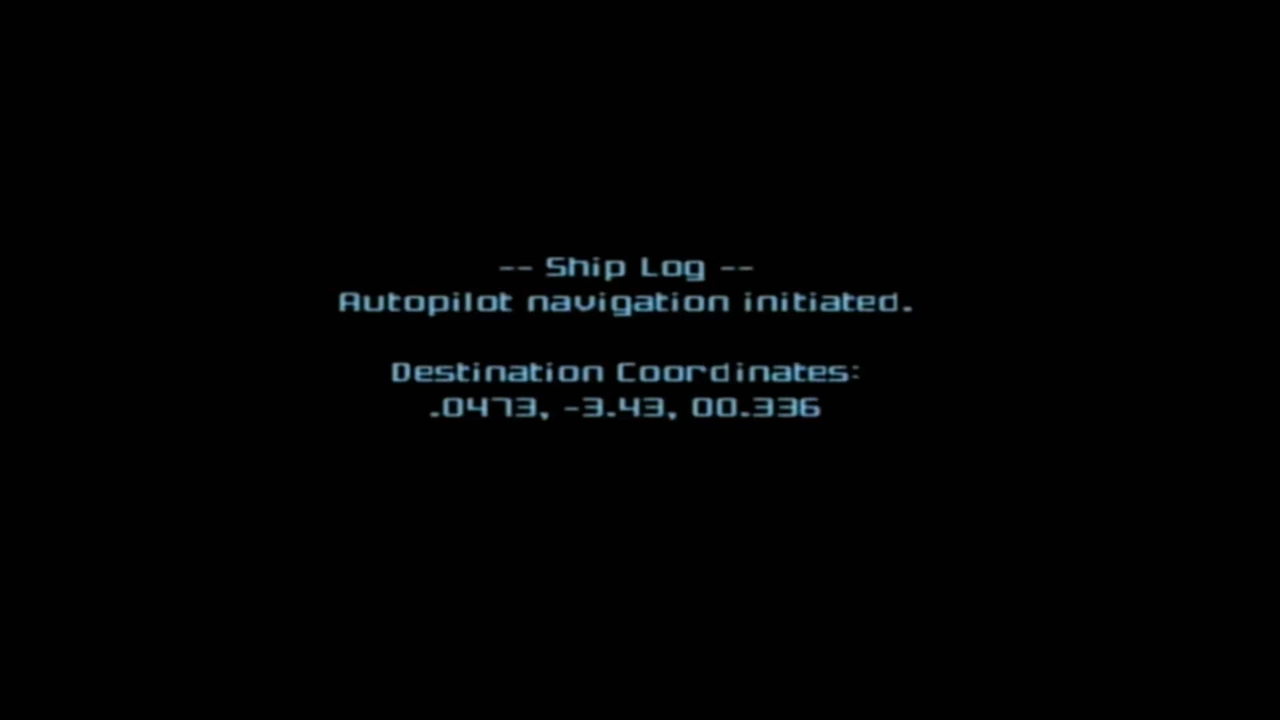 -- Ship Log --
Autopilot navigation initiated.
Destination Coordinates:
.0473, -3.43, 00.336